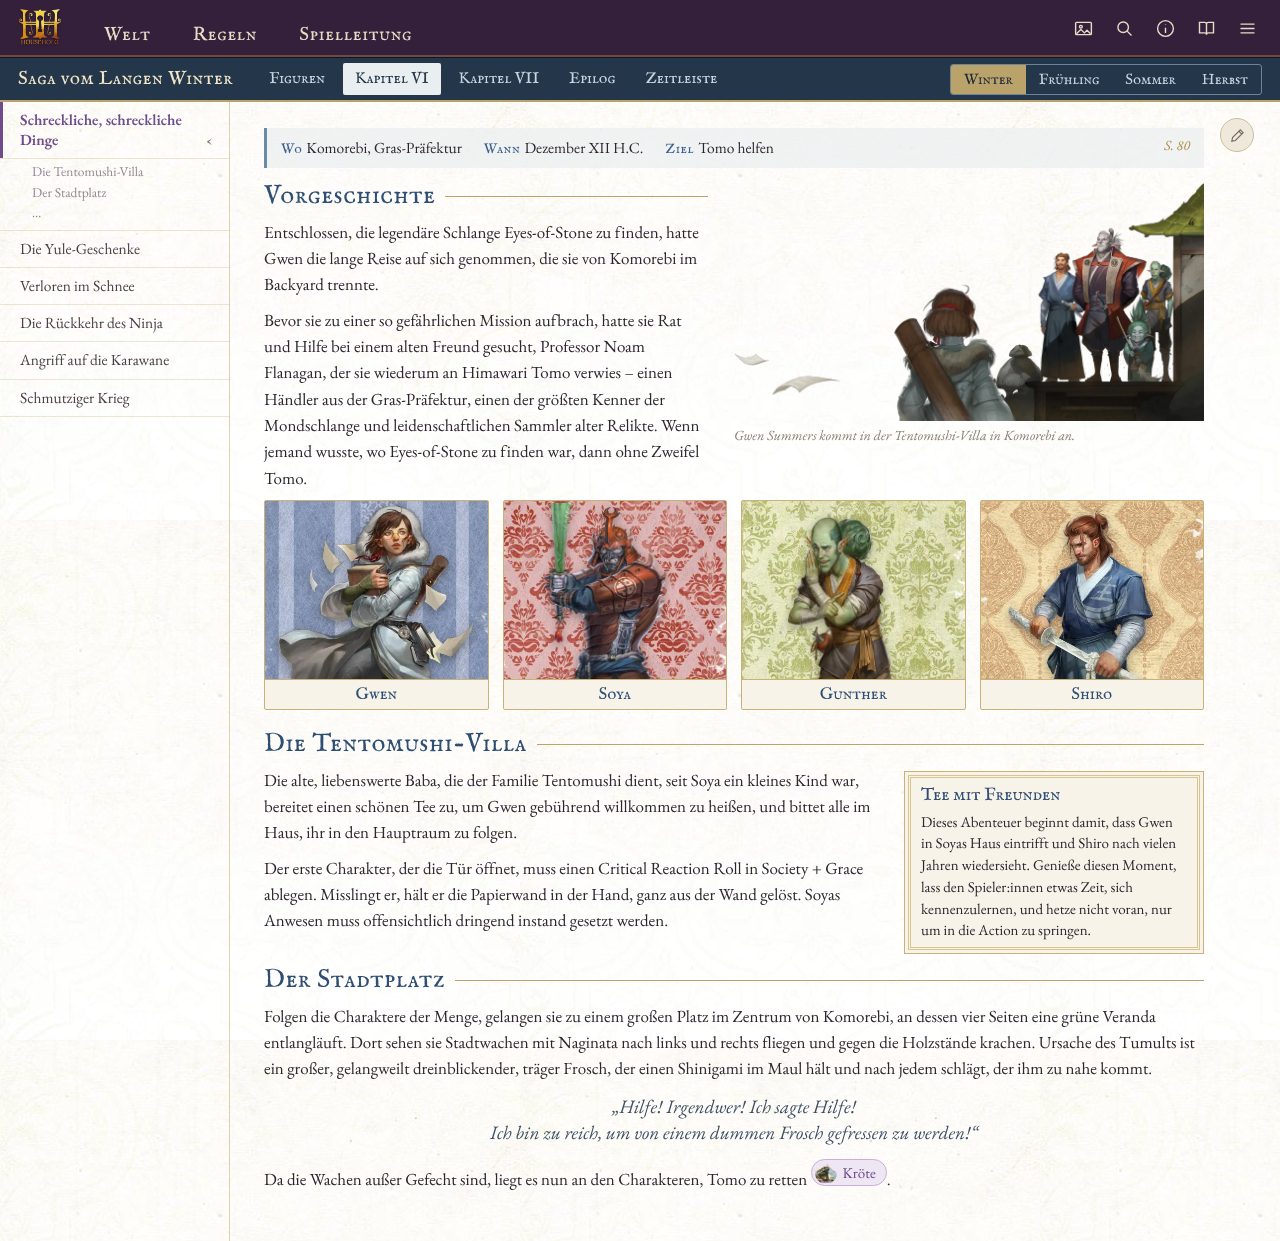 HOUSEHOLD
Welt Regeln Spielleitung
Saga vom Langen Winter Figuren Kapitel VI Kapitel VII Epilog Zeitleiste Winter Frühling Sommer Herbst
Schreckliche, schreckliche
Dinge <
Die Tentomushi-Villa
Der Stadtplatz
...
Die Yule-Geschenke
Verloren im Schnee
Die Rückkehr des Ninja
Angriff auf die Karawane
Schmutziger Krieg
Wo Komorebi, Gras-Präfektur Wann Dezember XII H.C. Ziel Tomo helfen S. 80
Vorgeschichte
Entschlossen, die legendäre Schlange Eyes-of-Stone zu finden, hatte
Gwen die lange Reise auf sich genommen, die sie von Komorebi im
Backyard trennte.
Bevor sie zu einer so gefährlichen Mission aufbrach, hatte sie Rat
und Hilfe bei einem alten Freund gesucht, Professor Noam
Flanagan, der sie wiederum an Himawari Tomo verwies – einen
Händler aus der Gras-Präfektur, einen der größten Kenner der
Mondschlange und leidenschaftlichen Sammler alter Relikte. Wenn
jemand wusste, wo Eyes-of-Stone zu finden war, dann ohne Zweifel
Tomo.
Gwen Summers kommt in der Tentomushi-Villa in Komorebi an.
Gwen
Soya
Gunther
Shiro
Die Tentomushi-Villa
Die alte, liebenswerte Baba, die der Familie Tentomushi dient, seit Soya ein kleines Kind war,
bereitet einen schönen Tee zu, um Gwen gebührend willkommen zu heißen, und bittet alle im
Haus, ihr in den Hauptraum zu folgen.
Der erste Charakter, der die Tür öffnet, muss einen Critical Reaction Roll in Society + Grace
ablegen. Misslingt er, hält er die Papierwand in der Hand, ganz aus der Wand gelöst. Soyas
Anwesen muss offensichtlich dringend instand gesetzt werden.
Tee mit Freunden
Dieses Abenteuer beginnt damit, dass Gwen
in Soyas Haus eintrifft und Shiro nach vielen
Jahren wiedersieht. Genieße diesen Moment,
lass den Spieler:innen etwas Zeit, sich
kennenzulernen, und hetze nicht voran, nur
um in die Action zu springen.
Der Stadtplatz
Folgen die Charaktere der Menge, gelangen sie zu einem großen Platz im Zentrum von Komorebi, an dessen vier Seiten eine grüne Veranda
entlangläuft. Dort sehen sie Stadtwachen mit Naginata nach links und rechts fliegen und gegen die Holzstände krachen. Ursache des Tumults ist
ein großer, gelangweilt dreinblickender, träger Frosch, der einen Shinigami im Maul hält und nach jedem schlägt, der ihm zu nahe kommt.
„Hilfe! Irgendwer! Ich sagte Hilfe!
Ich bin zu reich, um von einem dummen Frosch gefressen zu werden!“
Da die Wachen außer Gefecht sind, liegt es nun an den Charakteren, Tomo zu retten Kröte.